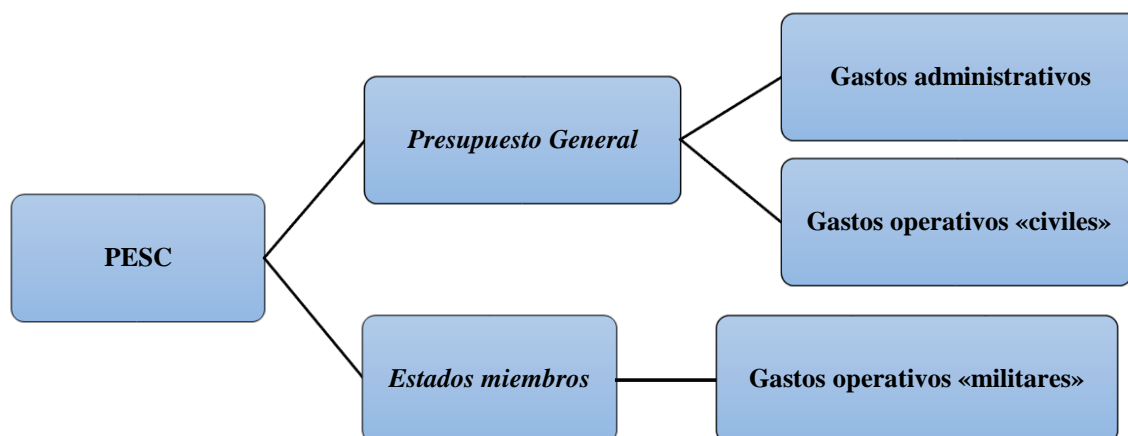 PESC
Presupuesto General
Gastos administrativos
Gastos operativos «civiles»
Estados miembros
Gastos operativos «militares»